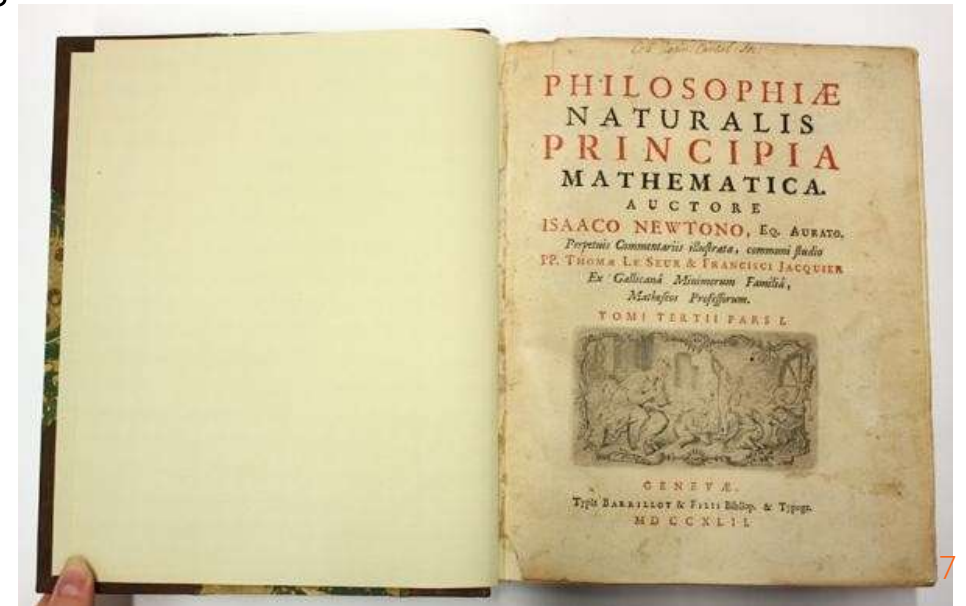 PHILOSOPHIÆ
NATURALIS
PRINCIPIA
MATHEMATICA.
AUCTORE
ISAACO NEWTONO, EQ. AURATO.
Perpetuis Commentariis illustrata, communi studio
PP. THOMÆ LE SEUR & FRANCISCI JACQUIER
Ex Gallicanâ Minimorum Familiâ,
Matheseos Professorum.
TOMI TERTII PARS I.
GENEVÆ,
Typis BARRILLOT & FILII Bibliop. & Typogr.
MDCCXLII.
7